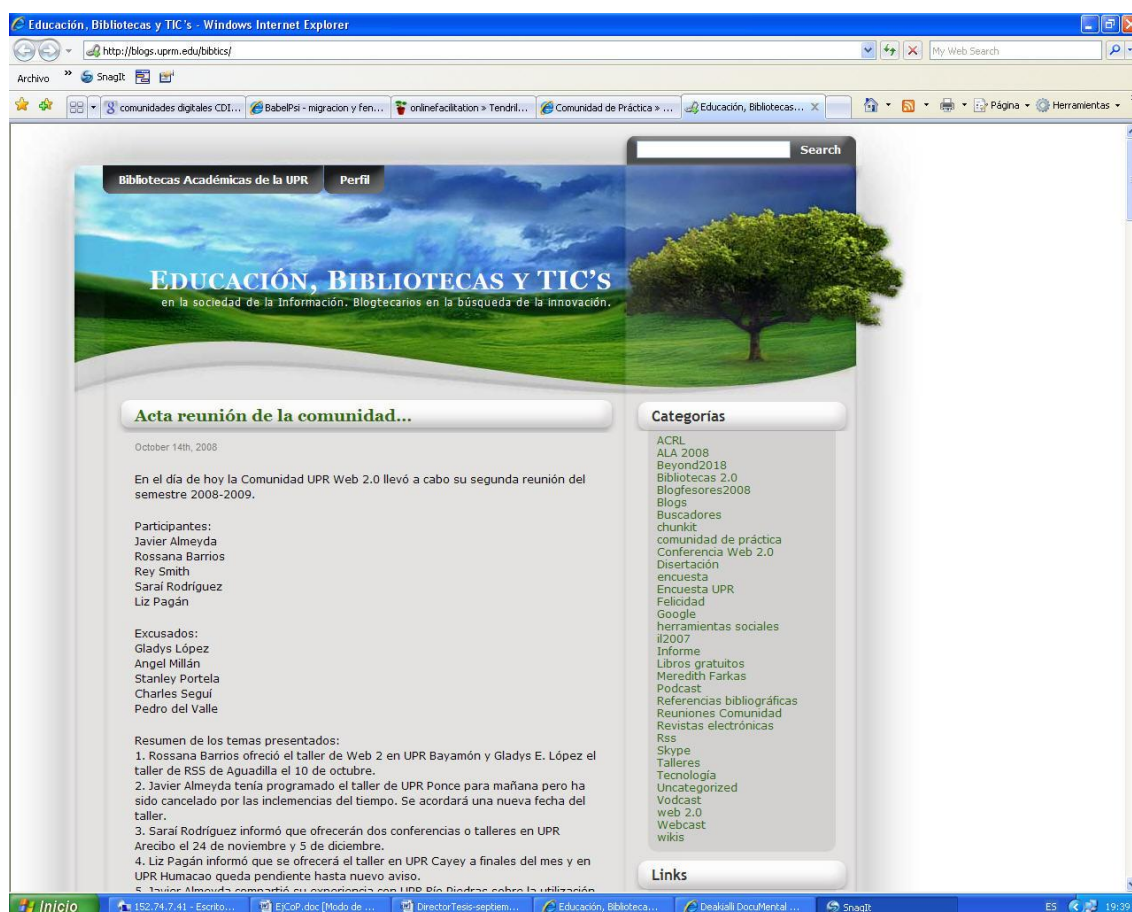 Educación, Bibliotecas y TIC's - Windows Internet Explorer
http://blogs.uprm.edu/bibtics/
My Web Search
Archivo » SnagIt
comunidades digitales CDI...
BabelPsi - migracion y fen...
onlinefacilitation » Tendril...
Comunidad de Práctica » ...
Educación, Bibliotecas...
Página
Herramientas
Search
Bibliotecas Académicas de la UPR
Perfil
EDUCACIÓN, BIBLIOTECAS Y TIC'S
en la sociedad de la Información. Blogtecarios en la búsqueda de la innovación.
Acta reunión de la comunidad...
October 14th, 2008
En el día de hoy la Comunidad UPR Web 2.0 llevó a cabo su segunda reunión del
semestre 2008-2009.
Participantes:
Javier Almeyda
Rossana Barrios
Rey Smith
Saraí Rodríguez
Liz Pagán
Excusados:
Gladys López
Angel Millán
Stanley Portela
Charles Seguí
Pedro del Valle
Resumen de los temas presentados:
1. Rossana Barrios ofreció el taller de Web 2 en UPR Bayamón y Gladys E. López el
taller de RSS de Aguadilla el 10 de octubre.
2. Javier Almeyda tenía programado el taller de UPR Ponce para mañana pero ha
sido cancelado por las inclemencias del tiempo. Se acordará una nueva fecha del
taller.
3. Saraí Rodríguez informó que ofrecerán dos conferencias o talleres en UPR
Arecibo el 24 de noviembre y 5 de diciembre.
4. Liz Pagán informó que se ofrecerá el taller en UPR Cayey a finales del mes y en
UPR Humacao queda pendiente hasta nuevo aviso.
5. Javier Almeyda compartió su experiencia con UPR Río Piedras sobre la utilización
Categorías
ACRL
ALA 2008
Beyond2018
Bibliotecas 2.0
Blogfesores2008
Blogs
Buscadores
chunkit
comunidad de práctica
Conferencia Web 2.0
Disertación
encuesta
Encuesta UPR
Felicidad
Google
herramientas sociales
il2007
Informe
Libros gratuitos
Meredith Farkas
Podcast
Referencias bibliográficas
Reuniones Comunidad
Revistas electrónicas
Rss
Skype
Talleres
Tecnología
Uncategorized
Vodcast
web 2.0
Webcast
wikis
Links
Inicio
152.74.7.41 - Escrito...
EjCoP.doc [Modo de ...
DirectorTesis-septiem...
Educación, Biblioteca...
Deakialli DocuMental ...
SnagIt
ES
19:39